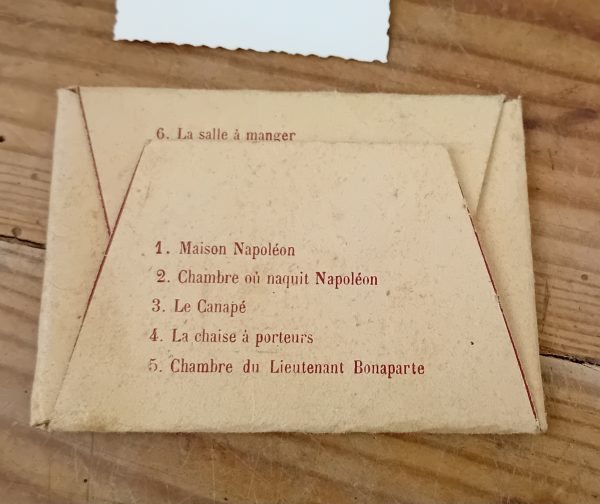 6. La salle à manger
1. Maison Napoléon
2. Chambre où naquit Napoléon
3. Le Canapé
4. La chaise à porteurs
5. Chambre du Lieutenant Bonaparte